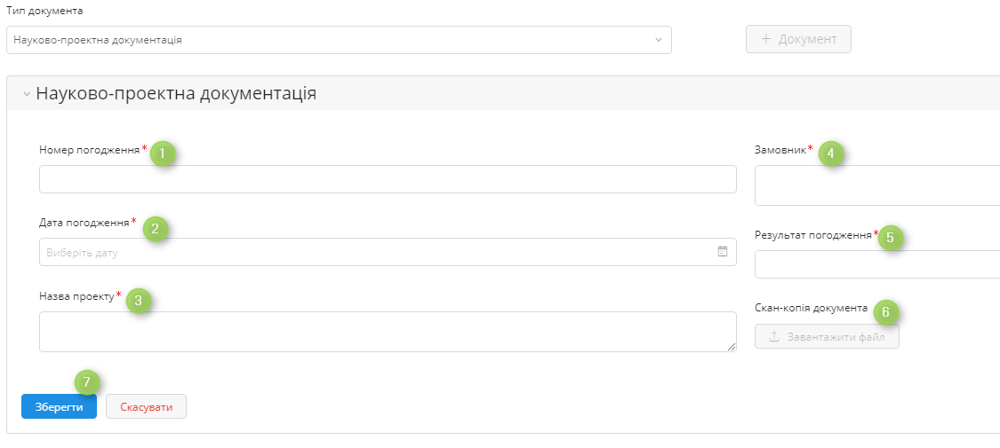 Тип документа
Науково-проектна документація
+ Документ
Науково-проектна документація
Номер погодження* 1
Дата погодження* 2
Виберіть дату
Назва проекту* 3
Замовник* 4
Результат погодження* 5
Скан-копія документа 6
Завантажити файл
7
Зберегти
Скасувати